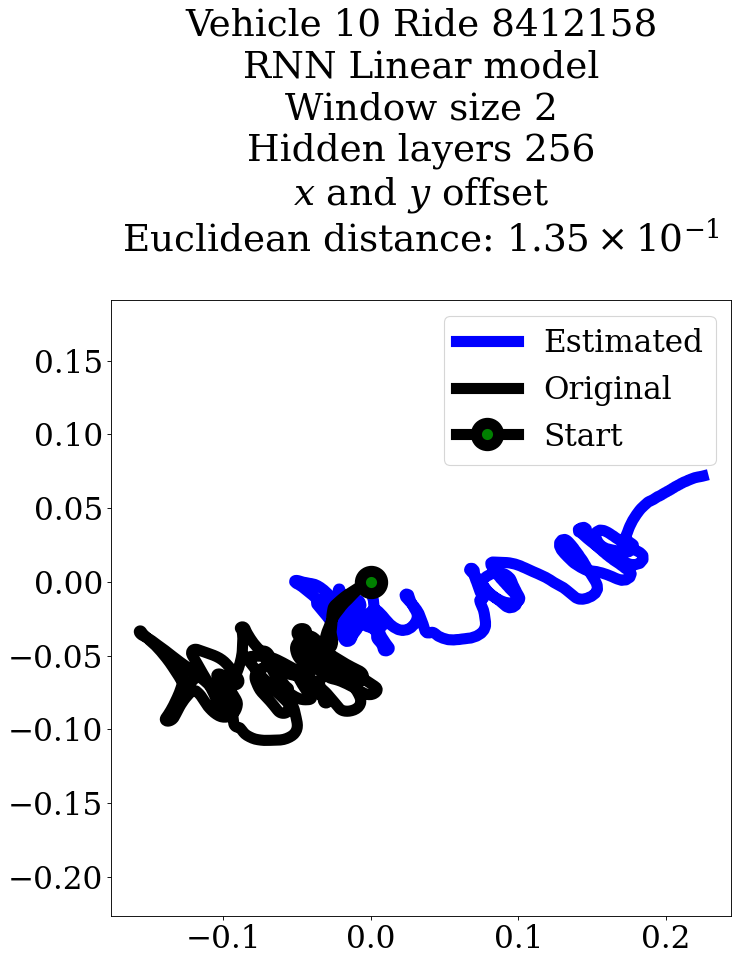 Vehicle 10 Ride 8412158
RNN Linear model
Window size 2
Hidden layers 256
x and y offset
Euclidean distance: 1.35 × 10⁻¹
Estimated
Original
Start
0.15
0.10
0.05
0.00
−0.05
−0.10
−0.15
−0.20
−0.1 0.0 0.1 0.2